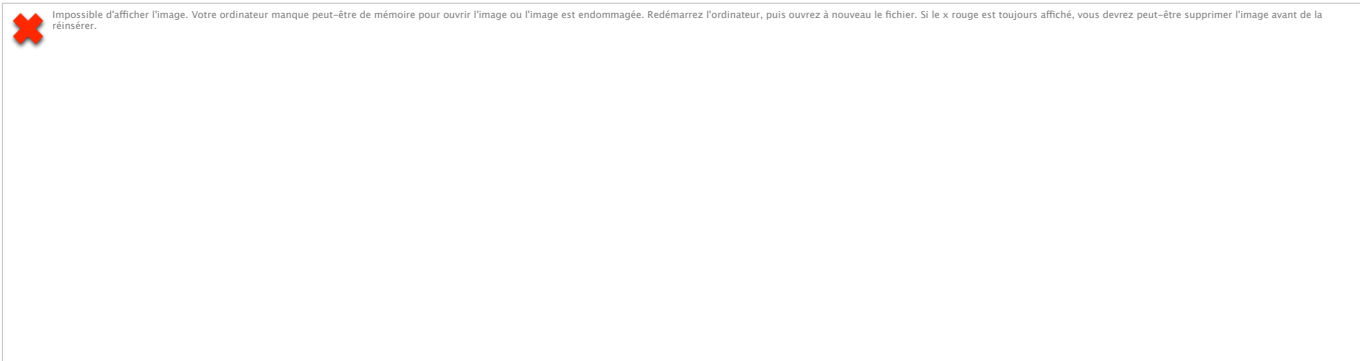 Impossible d'afficher l'image. Votre ordinateur manque peut-être de mémoire pour ouvrir l'image ou l'image est endommagée. Redémarrez l'ordinateur, puis ouvrez à nouveau le fichier. Si le x rouge est toujours affiché, vous devrez peut-être supprimer l'image avant de la
réinsérer.